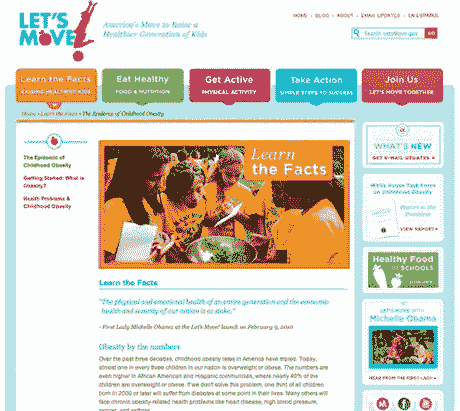 LET'S MOVE!
America's Move to Raise a
Healthier Generation of Kids
HOME • BLOG • ABOUT • EMAIL UPDATES • EN ESPAÑOL
Search letsmove.gov GO
Learn the Facts
RAISING HEALTHIER KIDS
Eat Healthy
FOOD & NUTRITION
Get Active
PHYSICAL ACTIVITY
Take Action
SIMPLE STEPS TO SUCCESS
Join Us
LET'S MOVE TOGETHER
Home • Learn the Facts • The Epidemic of Childhood Obesity
The Epidemic of
Childhood Obesity
Getting Started: What is
Obesity?
Health Problems &
Childhood Obesity
Learn
the Facts
Learn the Facts
"The physical and emotional health of an entire generation and the economic
health and security of our nation is at stake."
- First Lady Michelle Obama at the Let's Move! launch on February 9, 2010
Obesity by the numbers
Over the past three decades, childhood obesity rates in America have tripled. Today,
almost one in every three children in our nation is overweight or obese. The numbers are
even higher in African American and Hispanic communities, where nearly 40% of the
children are overweight or obese. If we don't solve this problem, one third of all children
born in 2000 or later will suffer from diabetes at some point in their lives. Many others will
face chronic obesity-related health problems like heart disease, high blood pressure,
cancer, and asthma.
WHAT'S NEW
GET E-MAIL UPDATES
White House Task Force
on Childhood Obesity
Report to the
President
VIEW REPORT
Healthy Food
in SCHOOLS
LET'S MOVE WITH
Michelle Obama
HEAR FROM THE FIRST LADY